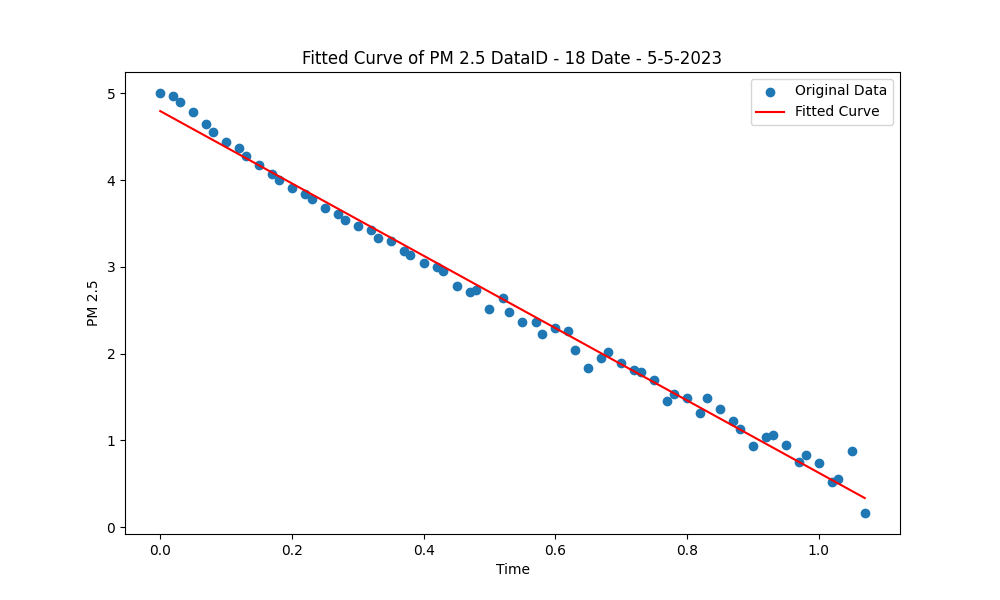 Fitted Curve of PM 2.5 DataID - 18 Date - 5-5-2023
Original Data
Fitted Curve
5
4
3
2
1
0
PM 2.5
0.0 0.2 0.4 0.6 0.8 1.0
Time